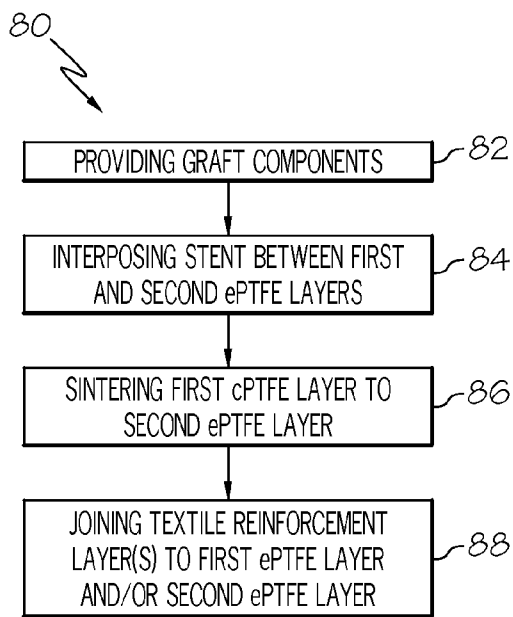 80
PROVIDING GRAFT COMPONENTS
82
INTERPOSING STENT BETWEEN FIRST
AND SECOND ePTFE LAYERS
84
SINTERING FIRST cPTFE LAYER TO
SECOND ePTFE LAYER
86
JOINING TEXTILE REINFORCEMENT
LAYER(S) TO FIRST ePTFE LAYER
AND/OR SECOND ePTFE LAYER
88